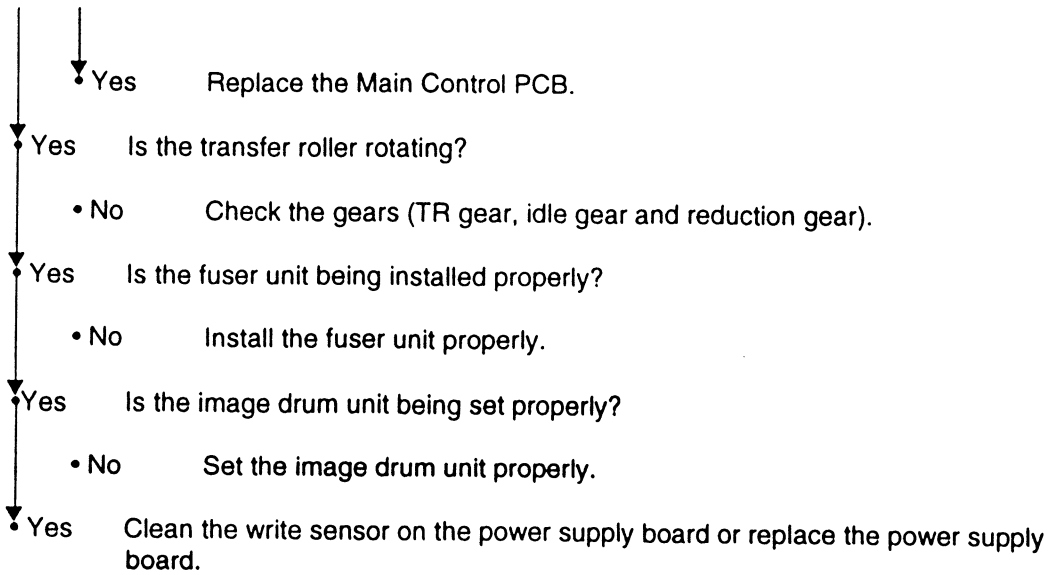 • Yes Replace the Main Control PCB.
• Yes Is the transfer roller rotating?
• No Check the gears (TR gear, idle gear and reduction gear).
• Yes Is the fuser unit being installed properly?
• No Install the fuser unit properly.
• Yes Is the image drum unit being set properly?
• No Set the image drum unit properly.
• Yes Clean the write sensor on the power supply board or replace the power supply
board.